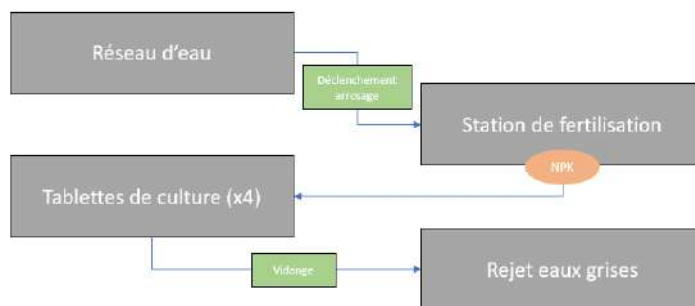 Réseau d'eau
Déclenchement
arrosage
Station de fertilisation
NPK
Tablettes de culture (x4)
Vidange
Rejet eaux grises